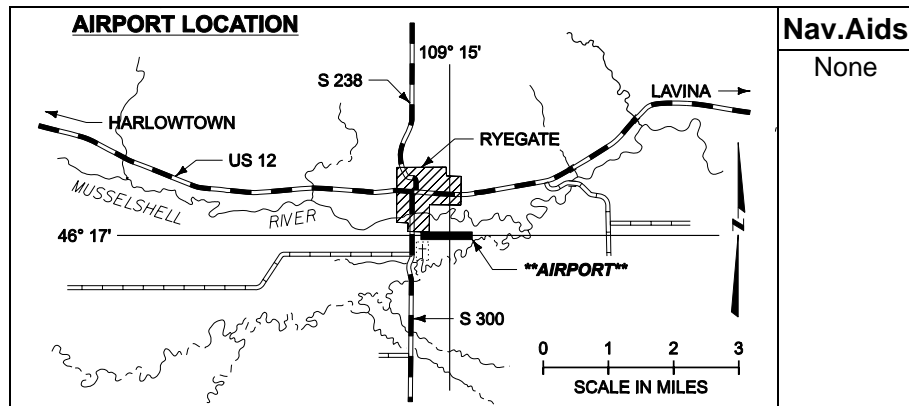 AIRPORT LOCATION
Nav.Aids
None
109° 15'
S 238
LAVINA
HARLOWTOWN
RYEGATE
US 12
MUSSELSHELL
RIVER
N
46° 17'
**AIRPORT**
S 300
0 1 2 3
SCALE IN MILES